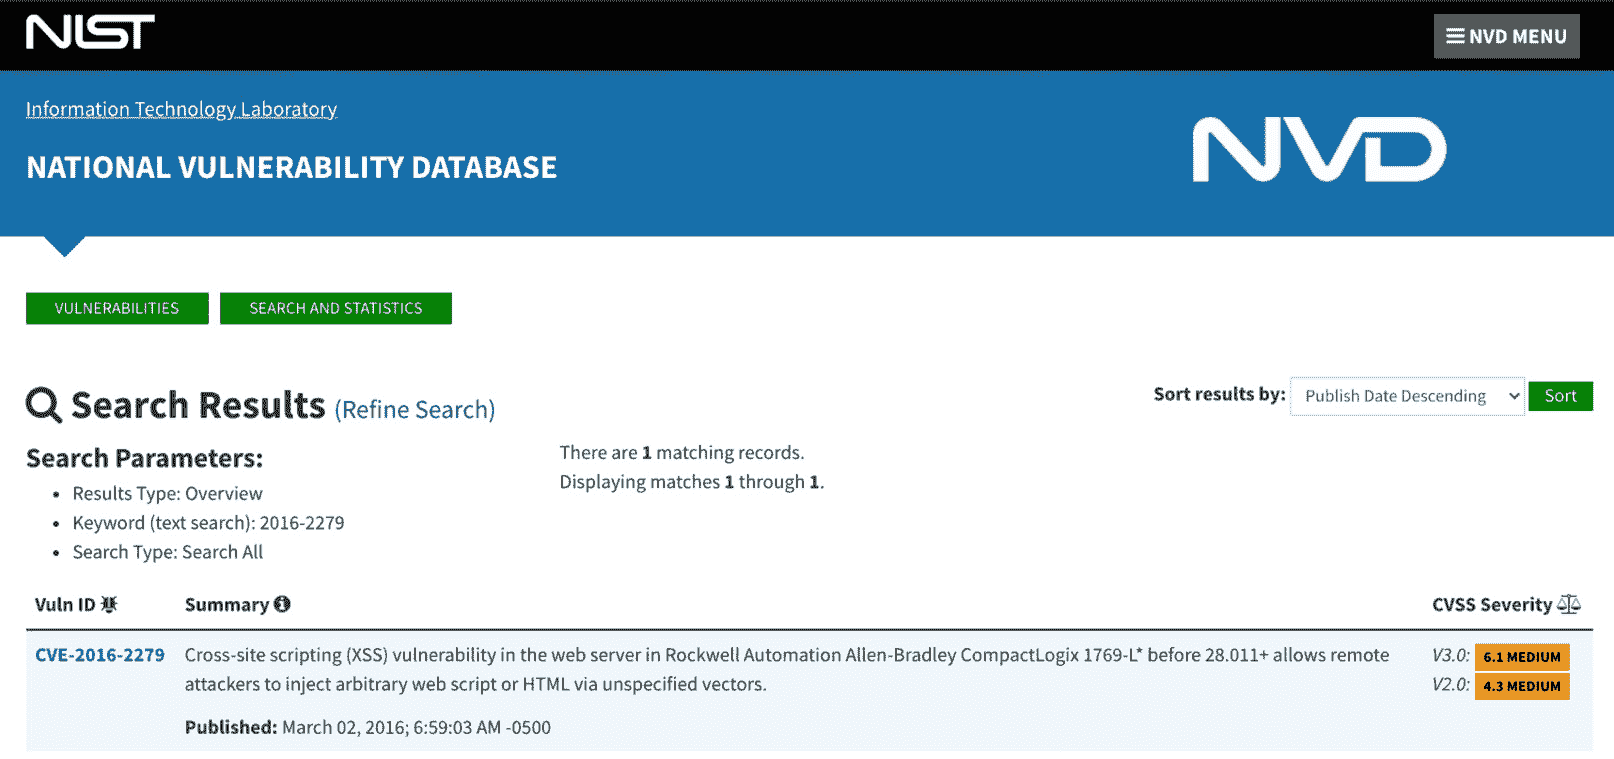 NIST
NVD MENU
Information Technology Laboratory
NATIONAL VULNERABILITY DATABASE
NVD
VULNERABILITIES
SEARCH AND STATISTICS
Search Results (Refine Search)
Sort results by: Publish Date Descending Sort
Search Parameters:
There are 1 matching records.
Displaying matches 1 through 1.
• Results Type: Overview
• Keyword (text search): 2016-2279
• Search Type: Search All
Vuln ID Summary CVSS Severity
CVE-2016-2279 Cross-site scripting (XSS) vulnerability in the web server in Rockwell Automation Allen-Bradley CompactLogix 1769-L* before 28.011+ allows remote
attackers to inject arbitrary web script or HTML via unspecified vectors.
V3.0: 6.1 MEDIUM
V2.0: 4.3 MEDIUM
Published: March 02, 2016; 6:59:03 AM -0500